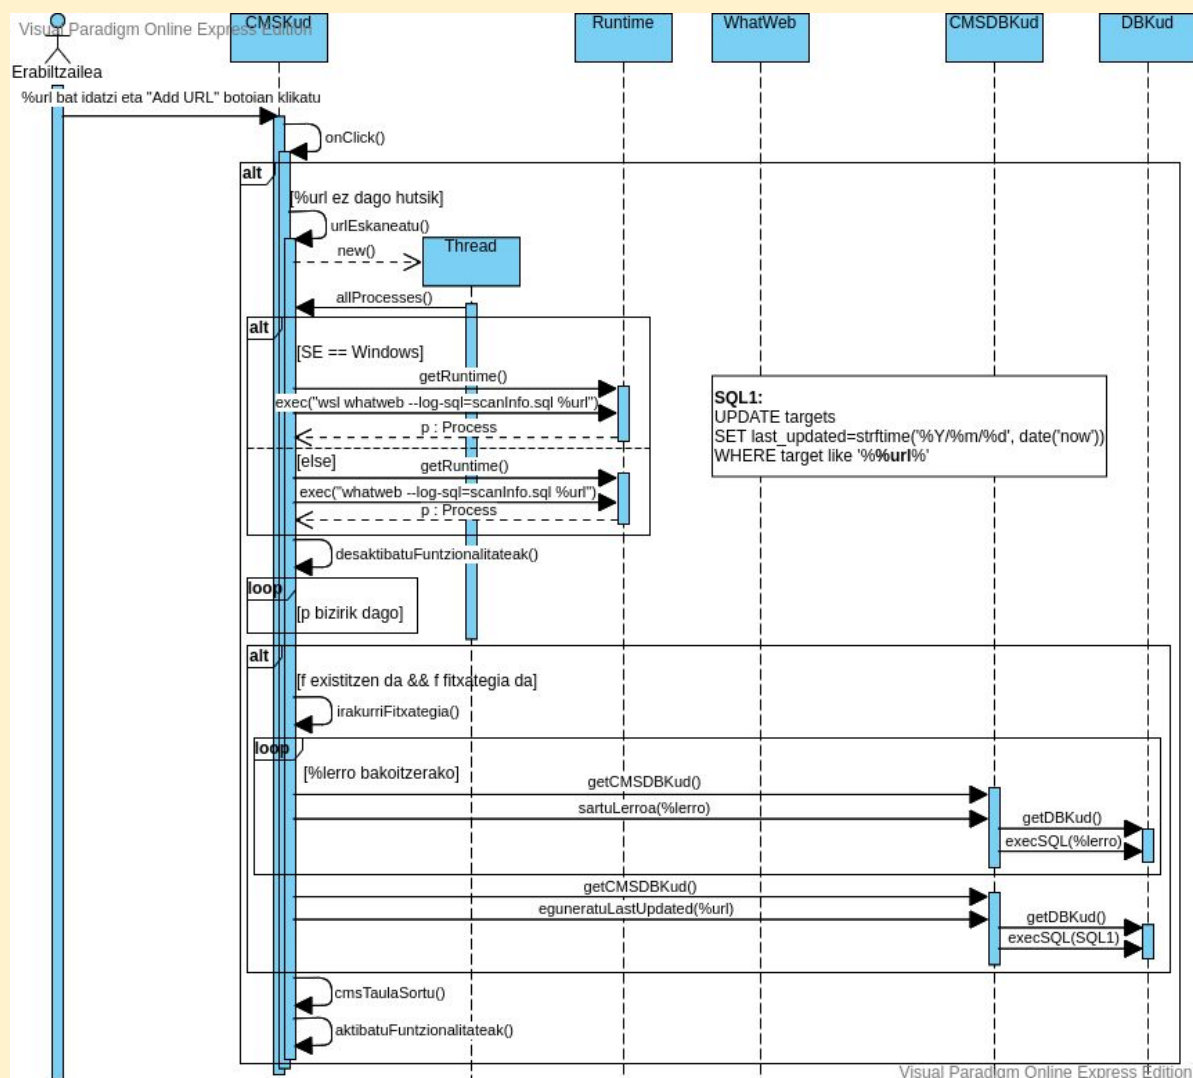 Visual Paradigm Online Express Edition
CMSKud
Runtime
WhatWeb
CMSDBKud
DBKud
Erabiltzailea
%url bat idatzi eta "Add URL" botoian klikatu
onClick()
alt
[%url ez dago hutsik]
urlEskaneatu()
new()
Thread
allProcesses()
alt
[SE == Windows]
getRuntime()
exec("wsl whatweb --log-sql=scanInfo.sql %url")
p : Process
[else]
getRuntime()
exec("whatweb --log-sql=scanInfo.sql %url")
p : Process
SQL1:
UPDATE targets
SET last_updated=strftime('%Y/%m/%d', date('now'))
WHERE target like '%%url%'
desaktibatuFuntzionalitateak()
loop
[p bizirik dago]
alt
[f existitzen da && f fitxategia da]
irakurriFitxategia()
loop
[%lerro bakoitzerako]
getCMSDBKud()
sartuLerroa(%lerro)
getDBKud()
execSQL(%lerro)
getCMSDBKud()
eguneratuLastUpdated(%url)
getDBKud()
execSQL(SQL1)
cmsTaulaSortu()
aktibatuFuntzionalitateak()
Visual Paradigm Online Express Edition